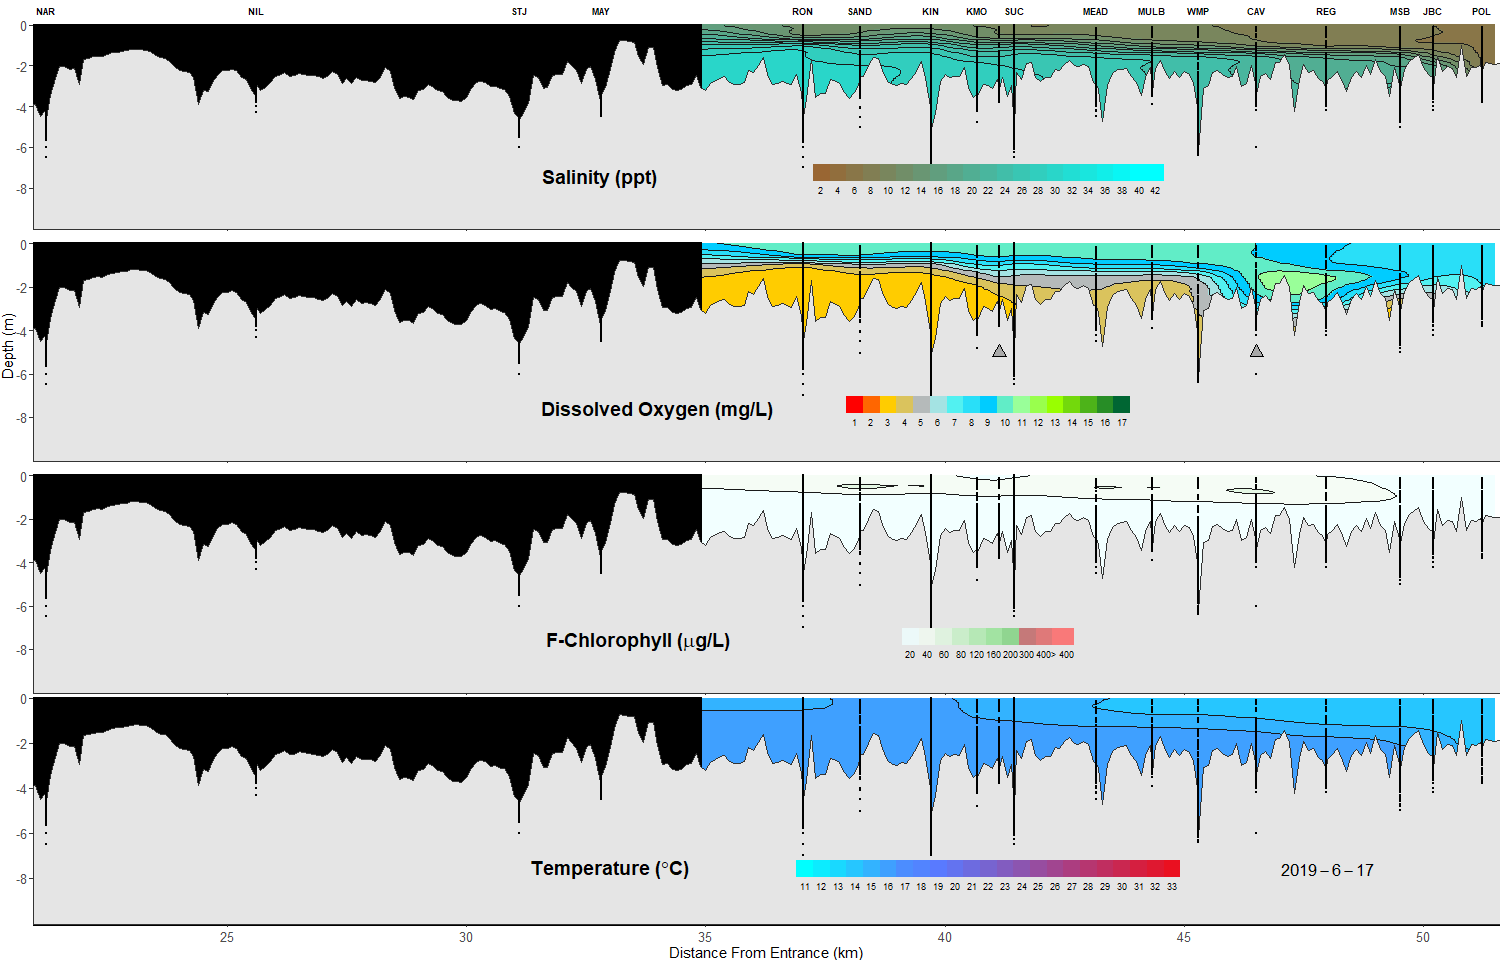 NAR NIL STJ MAY RON SAND KIN KMO SUC MEAD MULB WMP CAV REG MSB JBC POL
0
-2
-4
-6
-8
Salinity (ppt)
2 4 6 8 10 12 14 16 18 20 22 24 26 28 30 32 34 36 38 40 42
0
-2
-4
-6
-8
Depth (m)
Dissolved Oxygen (mg/L)
1 2 3 4 5 6 7 8 9 10 11 12 13 14 15 16 17
0
-2
-4
-6
-8
F-Chlorophyll (μg/L)
20 40 60 80 120 160 200 300 400> 400
0
-2
-4
-6
-8
Temperature (°C)
11 12 13 14 15 16 17 18 19 20 21 22 23 24 25 26 27 28 29 30 31 32 33
2019 – 6 – 17
25 30 35 40 45 50
Distance From Entrance (km)